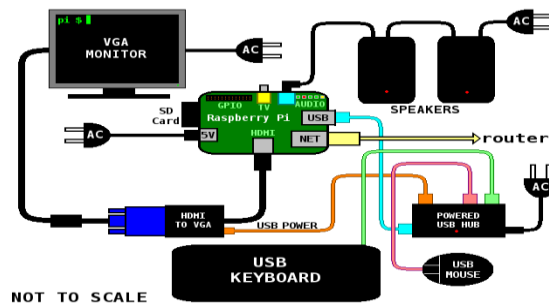 pi $
VGA
MONITOR
AC
AC
SPEAKERS
GPIO
TV
AUDIO
Raspberry Pi
USB
SD
Card
5V
HDMI
NET
router
AC
AC
HDMI
TO VGA
USB POWER
POWERED
USB HUB
USB
KEYBOARD
USB
MOUSE
NOT TO SCALE